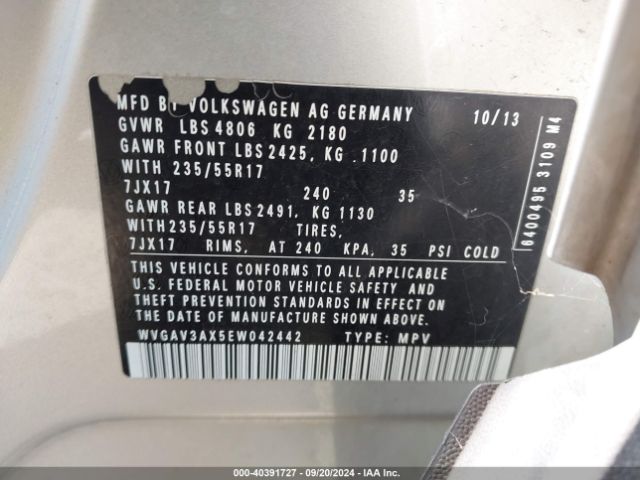 MFD BY VOLKSWAGEN AG GERMANY 10/13
GVWR LBS 4806 KG 2180
GAWR FRONT LBS 2425, KG .1100
WITH 235/55R17
7JX17 240 35
GAWR REAR LBS 2491, KG 1130
WITH 235/55R17 TIRES,
7JX17 RIMS, AT 240 KPA, 35 PSI COLD
THIS VEHICLE CONFORMS TO ALL APPLICABLE
U.S. FEDERAL MOTOR VEHICLE SAFETY AND
THEFT PREVENTION STANDARDS IN EFFECT ON
THE DATE OF MANUFACTURE SHOWN ABOVE.
WVGAV3AX5EW042442 TYPE: MPV
6400495 3109 M4
000-40391727 - 09/20/2024 - IAA Inc.